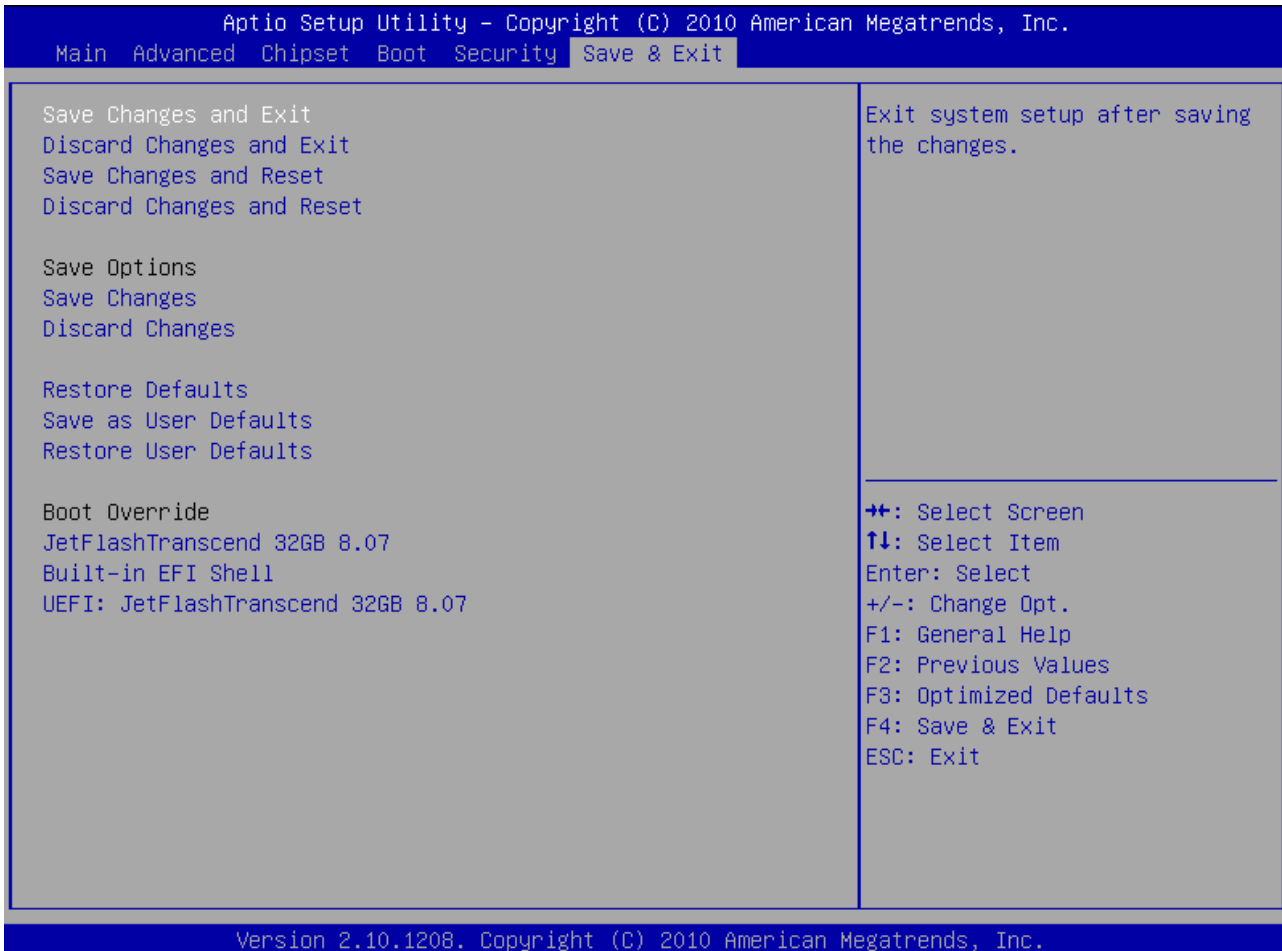 Aptio Setup Utility – Copyright (C) 2010 American Megatrends, Inc.
Main Advanced Chipset Boot Security Save & Exit
Save Changes and Exit
Discard Changes and Exit
Save Changes and Reset
Discard Changes and Reset
Save Options
Save Changes
Discard Changes
Restore Defaults
Save as User Defaults
Restore User Defaults
Boot Override
JetFlashTranscend 32GB 8.07
Built-in EFI Shell
UEFI: JetFlashTranscend 32GB 8.07
Exit system setup after saving
the changes.
→←: Select Screen
↑↓: Select Item
Enter: Select
+/-: Change Opt.
F1: General Help
F2: Previous Values
F3: Optimized Defaults
F4: Save & Exit
ESC: Exit
Version 2.10.1208. Copyright (C) 2010 American Megatrends, Inc.